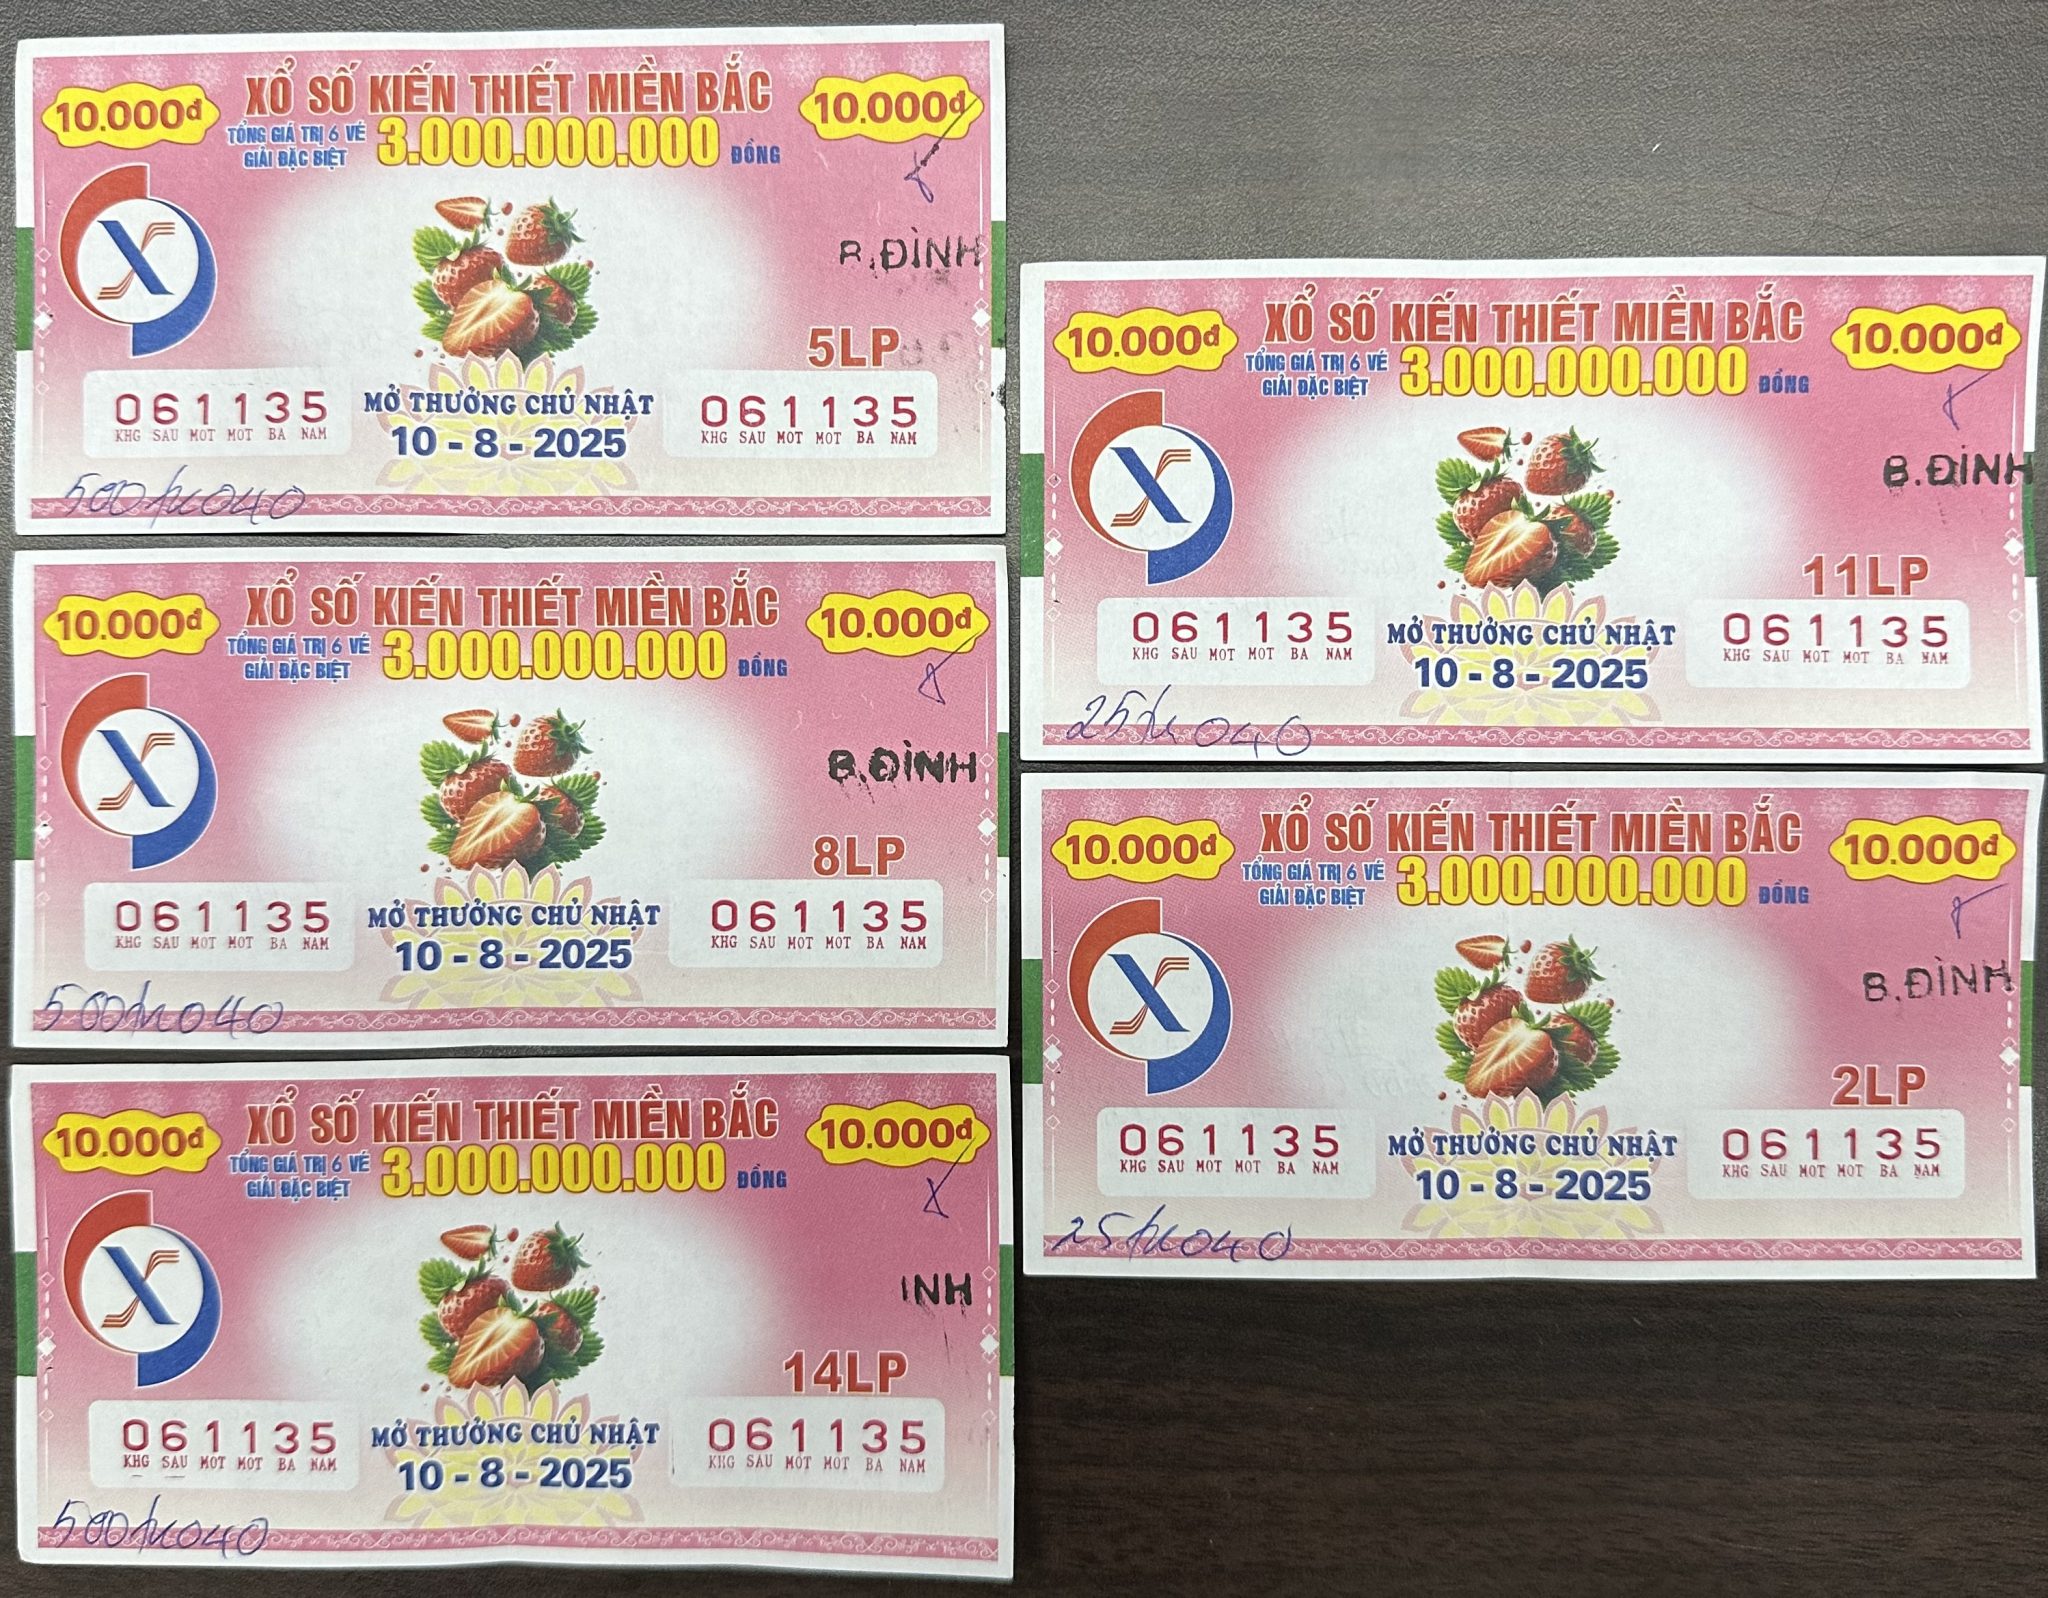 10.000đ XỔ SỐ KIẾN THIẾT MIỀN BẮC 10.000đ
TỔNG GIÁ TRỊ 6 VÉ
GIẢI ĐẶC BIỆT 3.000.000.000 ĐỒNG
X
B.ĐÌNH
5LP
061135 MỞ THƯỞNG CHỦ NHẬT 061135
KHG SAU MOT MOT BA NAM 10 - 8 - 2025 KHG SAU MOT MOT BA NAM
10.000đ XỔ SỐ KIẾN THIẾT MIỀN BẮC 10.000đ
TỔNG GIÁ TRỊ 6 VÉ
GIẢI ĐẶC BIỆT 3.000.000.000 ĐỒNG
X
B.ĐÌNH
8LP
061135 MỞ THƯỞNG CHỦ NHẬT 061135
KHG SAU MOT MOT BA NAM 10 - 8 - 2025 KHG SAU MOT MOT BA NAM
10.000đ XỔ SỐ KIẾN THIẾT MIỀN BẮC 10.000đ
TỔNG GIÁ TRỊ 6 VÉ
GIẢI ĐẶC BIỆT 3.000.000.000 ĐỒNG
X
INH
14LP
061135 MỞ THƯỞNG CHỦ NHẬT 061135
KHG SAU MOT MOT BA NAM 10 - 8 - 2025 KHG SAU MOT MOT BA NAM
10.000đ XỔ SỐ KIẾN THIẾT MIỀN BẮC 10.000đ
TỔNG GIÁ TRỊ 6 VÉ
GIẢI ĐẶC BIỆT 3.000.000.000 ĐỒNG
X
B.ĐÌNH
11LP
061135 MỞ THƯỞNG CHỦ NHẬT 061135
KHG SAU MOT MOT BA NAM 10 - 8 - 2025 KHG SAU MOT MOT BA NAM
10.000đ XỔ SỐ KIẾN THIẾT MIỀN BẮC 10.000đ
TỔNG GIÁ TRỊ 6 VÉ
GIẢI ĐẶC BIỆT 3.000.000.000 ĐỒNG
X
B.ĐÌNH
2LP
061135 MỞ THƯỞNG CHỦ NHẬT 061135
KHG SAU MOT MOT BA NAM 10 - 8 - 2025 KHG SAU MOT MOT BA NAM